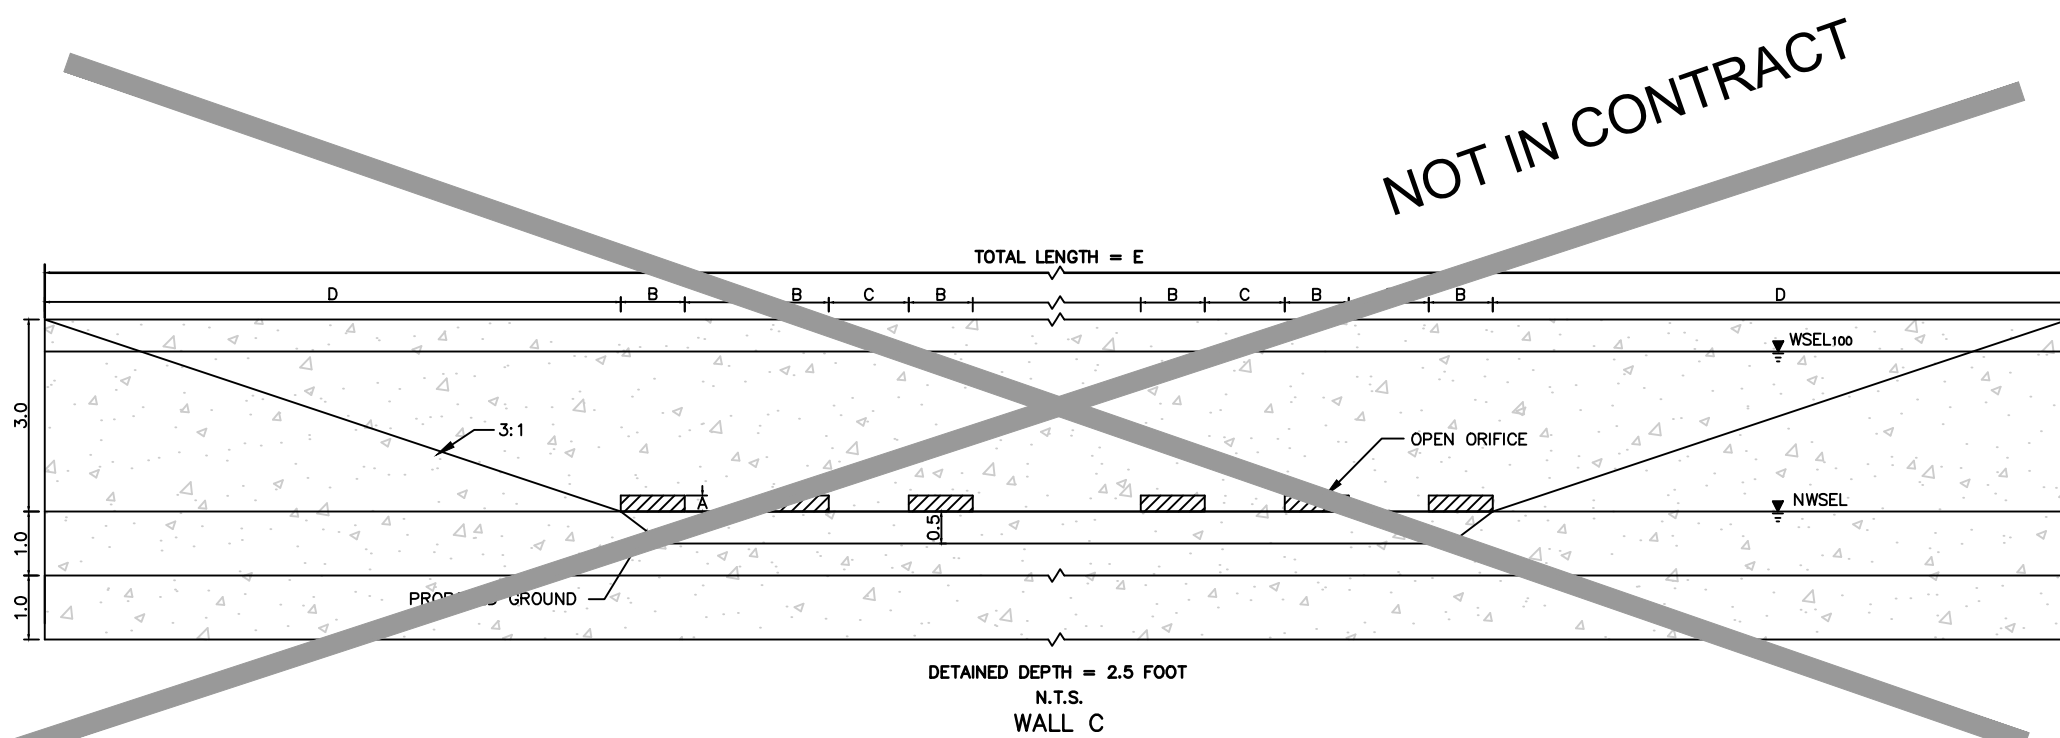 NOT IN CONTRACT
TOTAL LENGTH = E
D B B C B B C B B D
WSEL100
3.0
3:1
OPEN ORIFICE
A
NWSEL
0.5
1.0
GROUND
1.0
DETAINED DEPTH = 2.5 FOOT
N.T.S.
WALL C